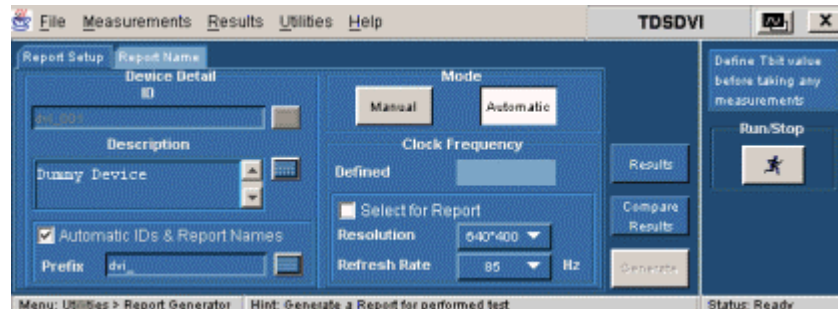 File Measurements Results Utilities Help TDSDVI X
Report Setup Report Name
Device Detail
ID
dvi_001
Description
Dummy Device
Automatic IDs & Report Names
Prefix dvi_
Mode
Manual Automatic
Clock Frequency
Defined
Select for Report
Resolution 640*400
Refresh Rate 85 Hz
Results
Compare
Results
Generate
Define Tbit value
before taking any
measurements
Run/Stop
Menu: Utilities > Report Generator Hint: Generate a Report for performed test Status: Ready